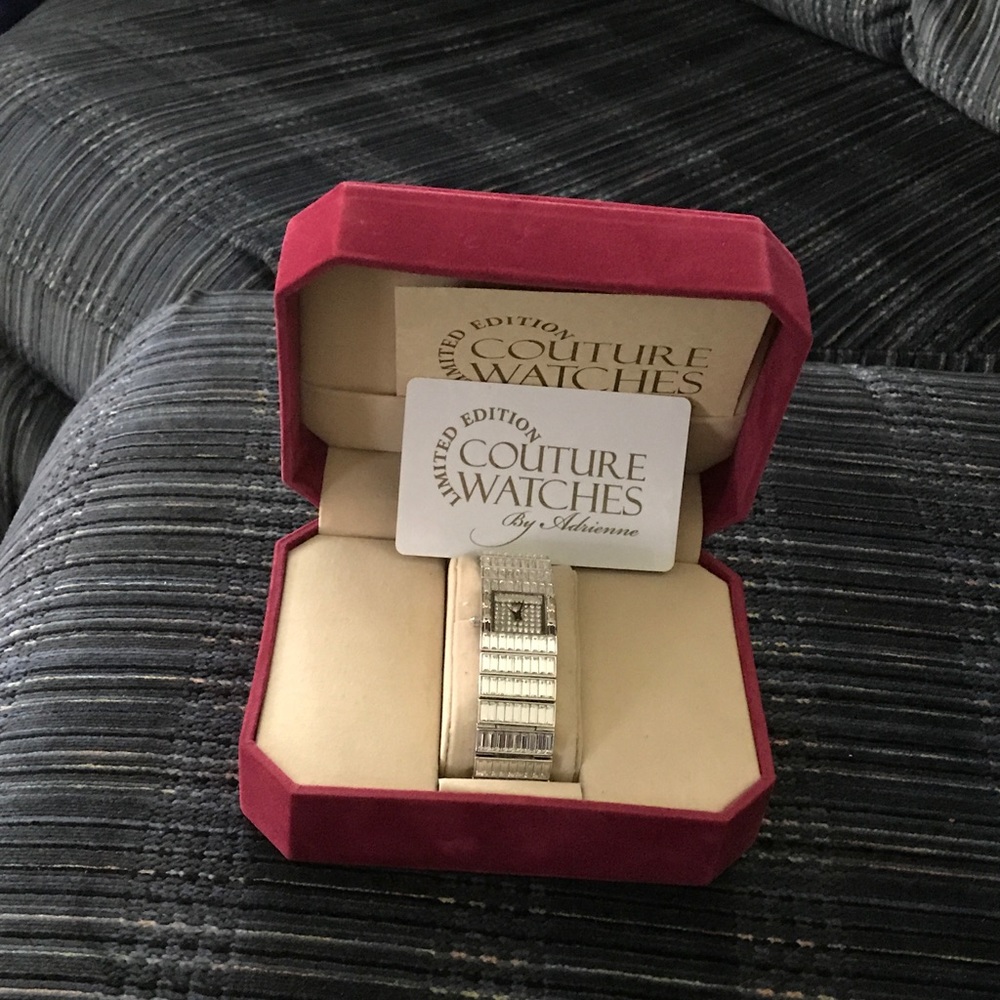 LIMITED EDITION
COUTURE
WATCHES
LIMITED EDITION
COUTURE
WATCHES
By Adrienne